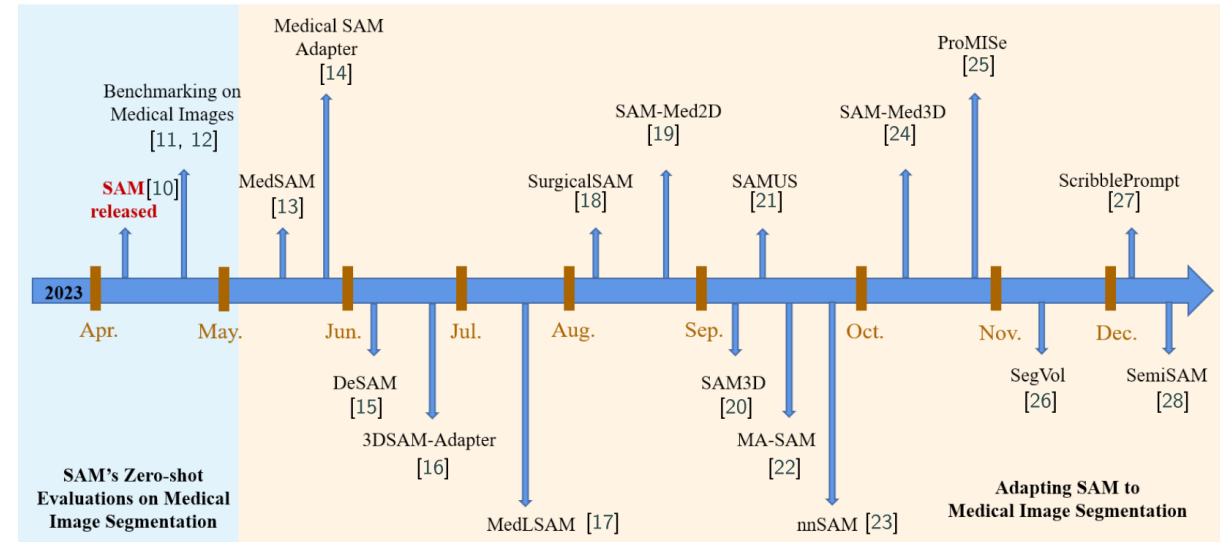 Medical SAM
Adapter
[14]
ProMISe
[25]
Benchmarking on
Medical Images
[11, 12]
SAM-Med2D
[19]
SAM-Med3D
[24]
SAM[10]
released
MedSAM
[13]
SurgicalSAM
[18]
SAMUS
[21]
ScribblePrompt
[27]
2023
Apr.
May.
Jun.
Jul.
Aug.
Sep.
Oct.
Nov.
Dec.
DeSAM
[15]
SAM3D
[20]
SegVol
[26]
SemiSAM
[28]
3DSAM-Adapter
[16]
MA-SAM
[22]
MedLSAM [17]
nnSAM [23]
SAM's Zero-shot
Evaluations on Medical
Image Segmentation
Adapting SAM to
Medical Image Segmentation